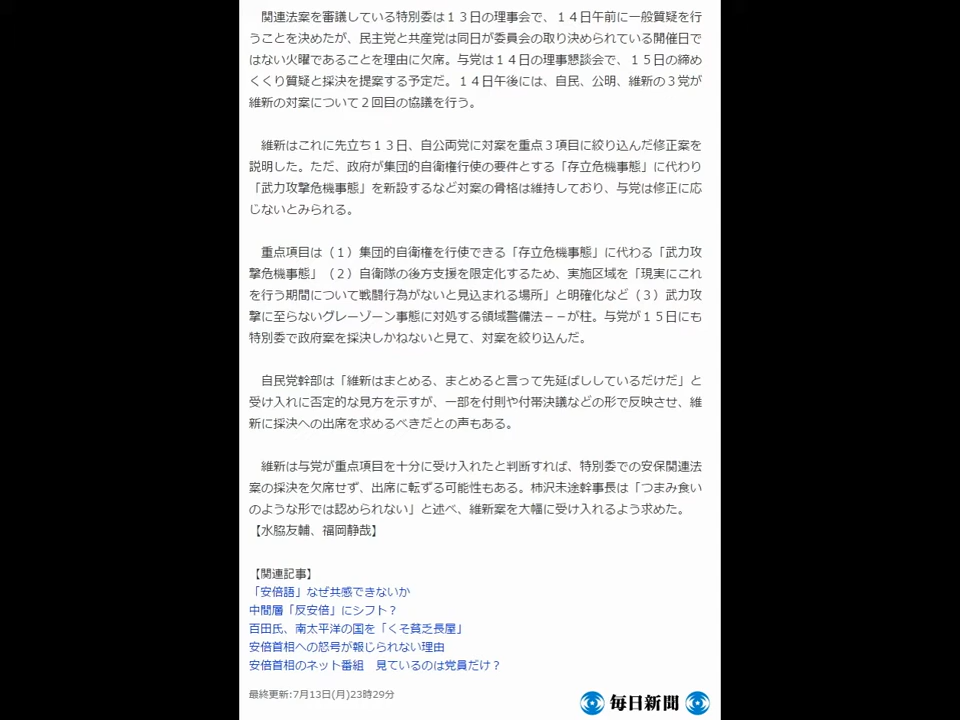 関連法案を審議している特別委は１３日の理事会で、１４日午前に一般質疑を行
うことを決めたが、民主党と共産党は同日が委員会の取り決められている開催日で
はない火曜であることを理由に欠席。与党は１４日の理事懇談会で、１５日の締め
くくり質疑と採決を提案する予定だ。１４日午後には、自民、公明、維新の３党が
維新の対案について２回目の協議を行う。
維新はこれに先立ち１３日、自公両党に対案を重点３項目に絞り込んだ修正案を
説明した。ただ、政府が集団的自衛権行使の要件とする「存立危機事態」に代わり
「武力攻撃危機事態」を新設するなど対案の骨格は維持しており、与党は修正に応
じないとみられる。
重点項目は（１）集団的自衛権を行使できる「存立危機事態」に代わる「武力攻
撃危機事態」（２）自衛隊の後方支援を限定化するため、実施区域を「現実にこれ
を行う期間について戦闘行為がないと見込まれる場所」と明確化など（３）武力攻
撃に至らないグレーゾーン事態に対処する領域警備法－－が柱。与党が１５日にも
特別委で政府案を採決しかねないと見て、対案を絞り込んだ。
自民党幹部は「維新はまとめる、まとめると言って先延ばししているだけだ」と
受け入れに否定的な見方を示すが、一部を付則や付帯決議などの形で反映させ、維
新に採決への出席を求めるべきだとの声もある。
維新は与党が重点項目を十分に受け入れたと判断すれば、特別委での安保関連法
案の採決を欠席せず、出席に転ずる可能性もある。柿沢未途幹事長は「つまみ食い
のような形では認められない」と述べ、維新案を大幅に受け入れるよう求めた。
【水脇友輔、福岡静哉】
【関連記事】
「安倍語」なぜ共感できないか
中間層「反安倍」にシフト？
百田氏、南太平洋の国を「くそ貧乏長屋」
安倍首相への怒号が報じられない理由
安倍首相のネット番組　見ているのは党員だけ？
最終更新:7月13日(月)23時29分
毎日新聞